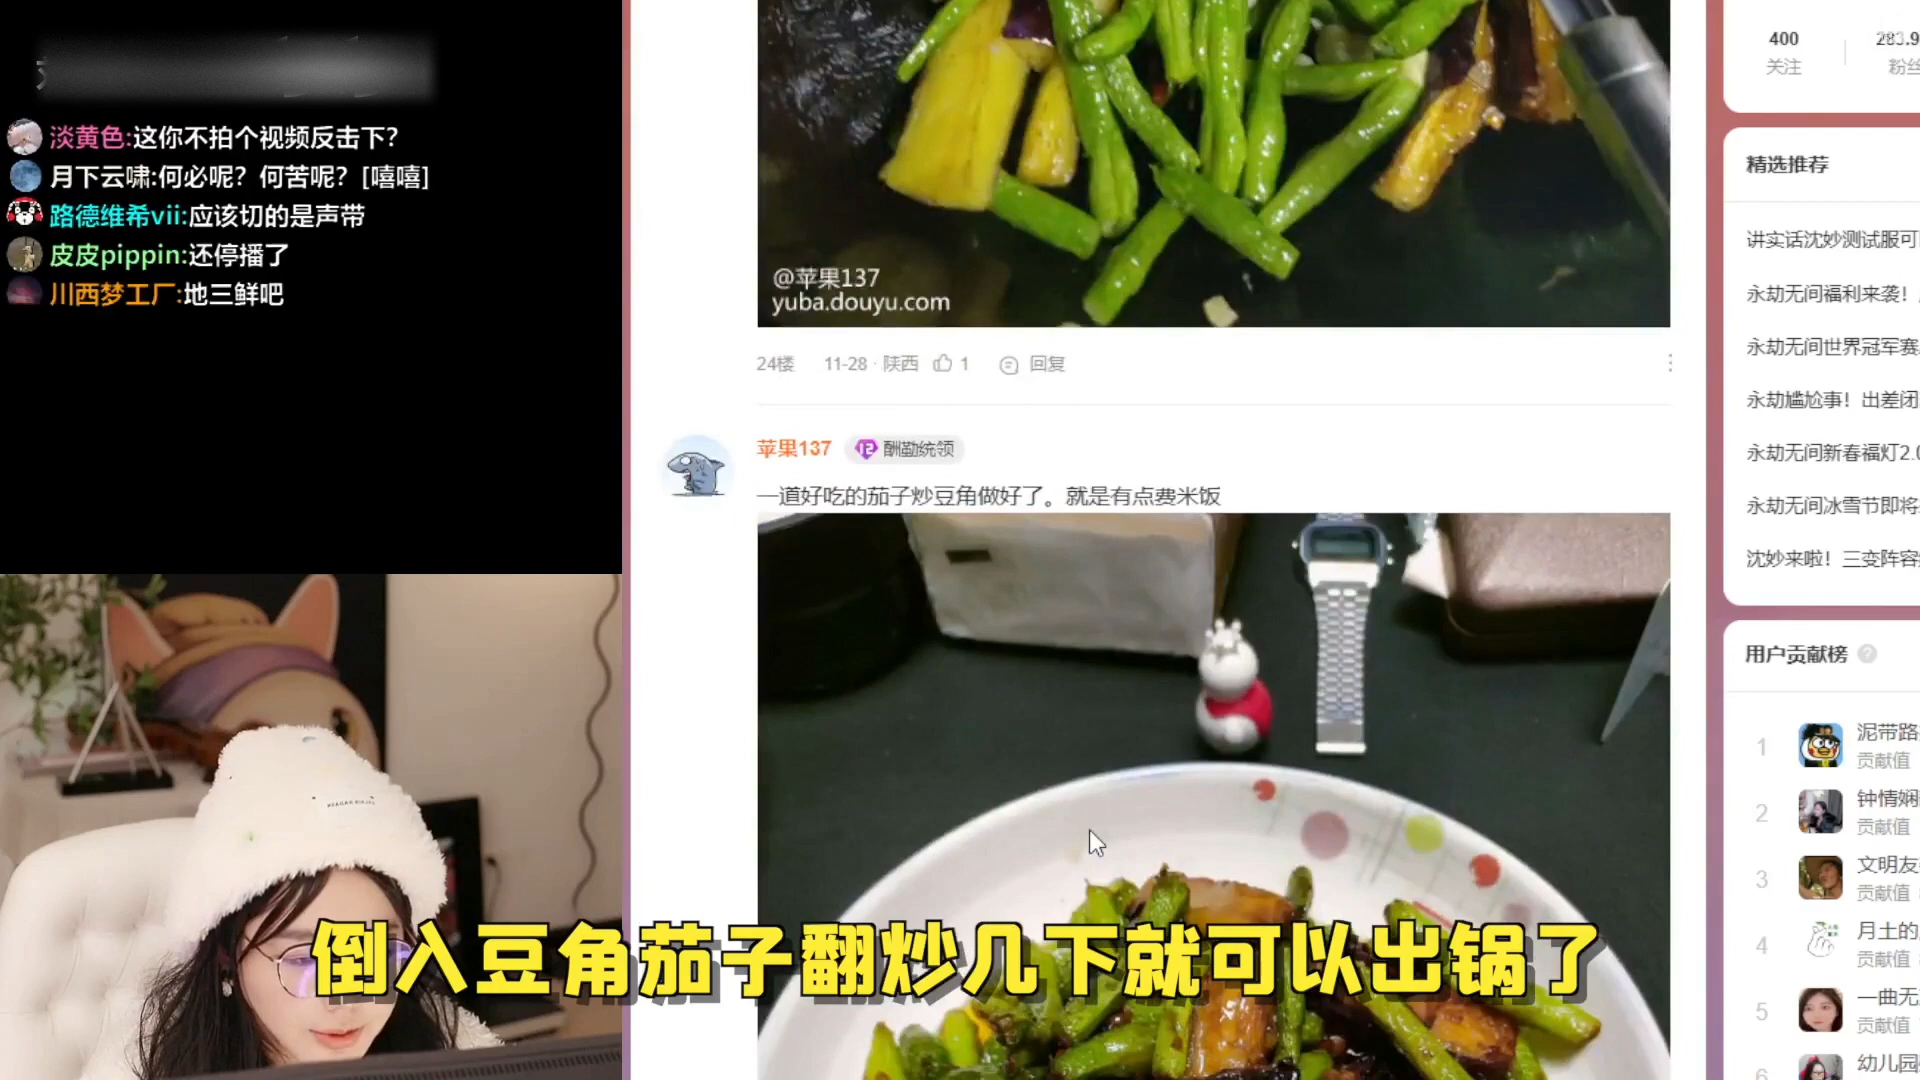 淡黄色:这你不拍个视频反击下?
月下云啸:何必呢？何苦呢？[嘻嘻]
路德维希vii:应该切的是声带
皮皮pippin:还停播了
川西梦工厂:地三鲜吧
@苹果137
yuba.douyu.com
24楼 11-28 · 陕西 1 回复
苹果137 12 酬勤统领
一道好吃的茄子炒豆角做好了。就是有点费米饭
倒入豆角茄子翻炒几下就可以出锅了
400 283.9
关注 粉丝
精选推荐
讲实话沈妙测试服可
永劫无间福利来袭！
永劫无间世界冠军赛
永劫尴尬事！出差闭
永劫无间新春福灯2.0
永劫无间冰雪节即将
沈妙来啦！三变阵容
用户贡献榜 ?
1 泥带路
贡献值
2 钟情娴
贡献值
3 文明友
贡献值
4 月土的
贡献值
5 一曲无
贡献值
6 幼儿园